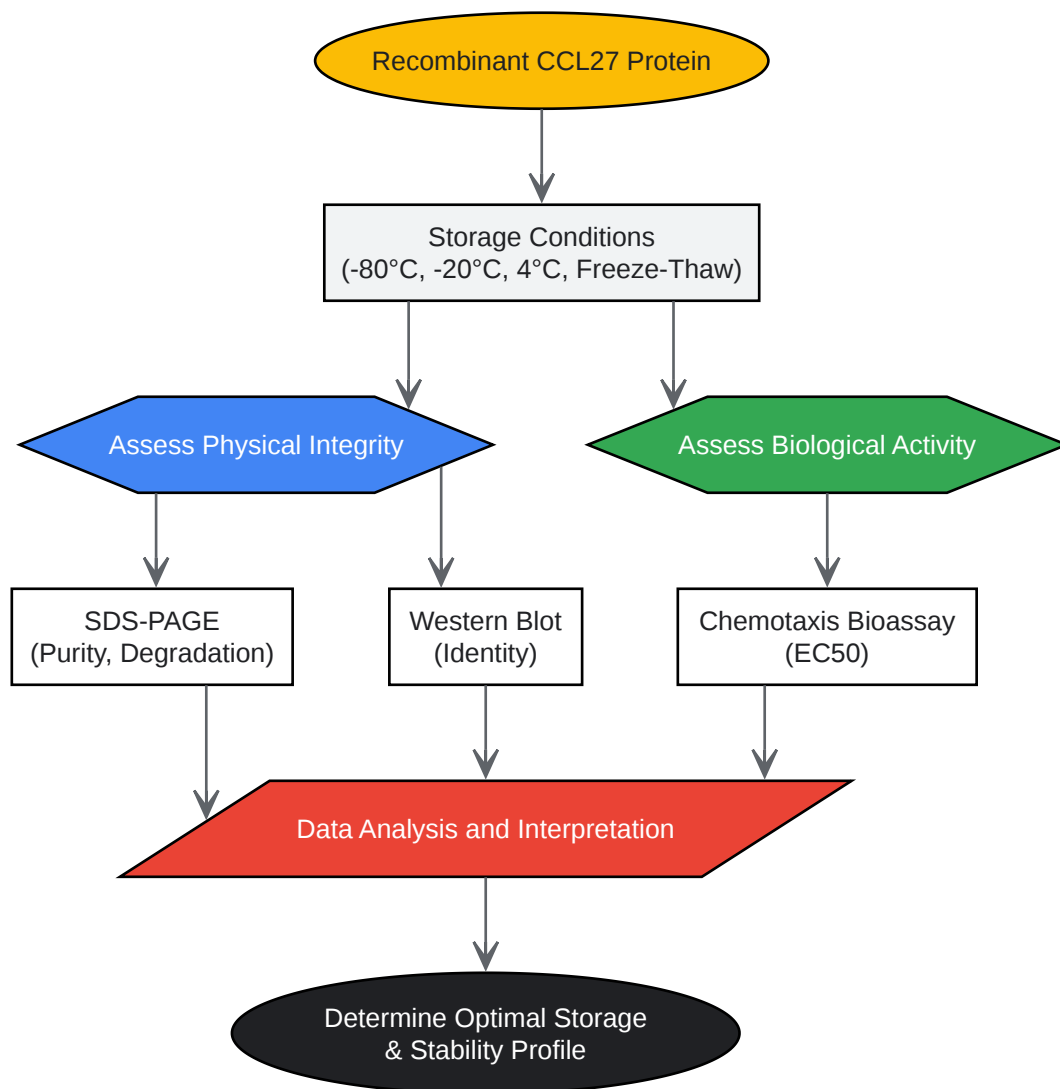 Recombinant CCL27 Protein
Storage Conditions
(-80°C, -20°C, 4°C, Freeze-Thaw)
Assess Physical Integrity
Assess Biological Activity
SDS-PAGE
(Purity, Degradation)
Western Blot
(Identity)
Chemotaxis Bioassay
(EC50)
Data Analysis and Interpretation
Determine Optimal Storage
& Stability Profile